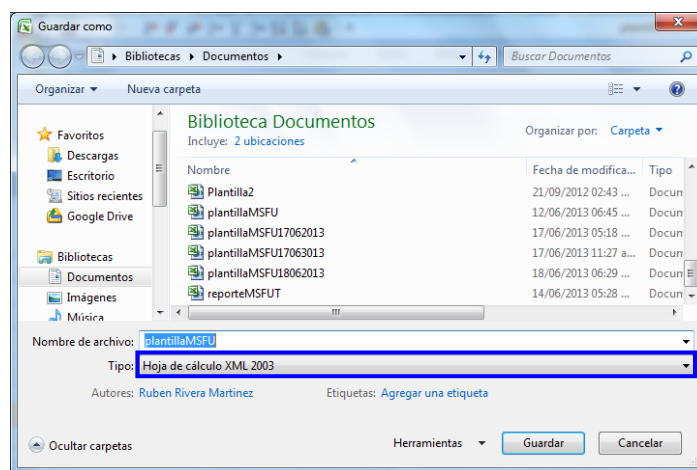 Guardar como
Bibliotecas ▸ Documentos ▸
Buscar Documentos
Organizar
Nueva carpeta
Favoritos
Descargas
Escritorio
Sitios recientes
Google Drive
Bibliotecas
Documentos
Imágenes
Música
Biblioteca Documentos
Incluye: 2 ubicaciones
Organizar por: Carpeta
Nombre Fecha de modifica... Tipo
Plantilla2 21/09/2012 02:43 ... Docum
plantillaMSFU 12/06/2013 06:45 ... Docum
plantillaMSFU17062013 17/06/2013 05:18 ... Docum
plantillaMSFU17063013 17/06/2013 11:27 a... Docum
plantillaMSFU18062013 18/06/2013 06:29 ... Docum
reporteMSFUT 14/06/2013 05:28 ... Docum
Nombre de archivo: plantillaMSFU
Tipo: Hoja de cálculo XML 2003
Autores: Ruben Rivera Martinez Etiquetas: Agregar una etiqueta
Ocultar carpetas Herramientas Guardar Cancelar